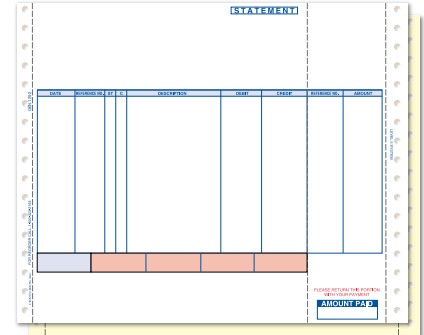 STATEMENT
DATE REFERENCE NO. ST C DESCRIPTION DEBIT CREDIT REFERENCE NO. AMOUNT
PLEASE RETURN THIS PORTION
WITH YOUR PAYMENT
AMOUNT PAID